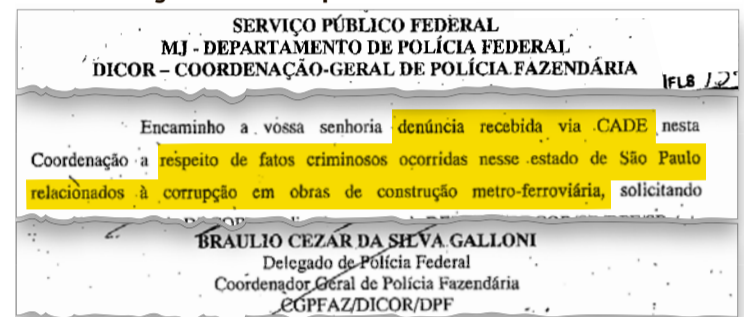 SERVIÇO PÚBLICO FEDERAL
MJ - DEPARTAMENTO DE POLÍCIA FEDERAL
DICOR – COORDENAÇÃO-GERAL DE POLÍCIA FAZENDÁRIA
Encaminho a vossa senhoria denúncia recebida via CADE nesta
Coordenação a respeito de fatos criminosos ocorridas nesse estado de São Paulo
relacionados à corrupção em obras de construção metro-ferroviária, solicitando
BRAULIO CEZAR DA SILVA GALLONI
Delegado de Polícia Federal
Coordenador Geral de Polícia Fazendária
CGPFAZ/DICOR/DPF